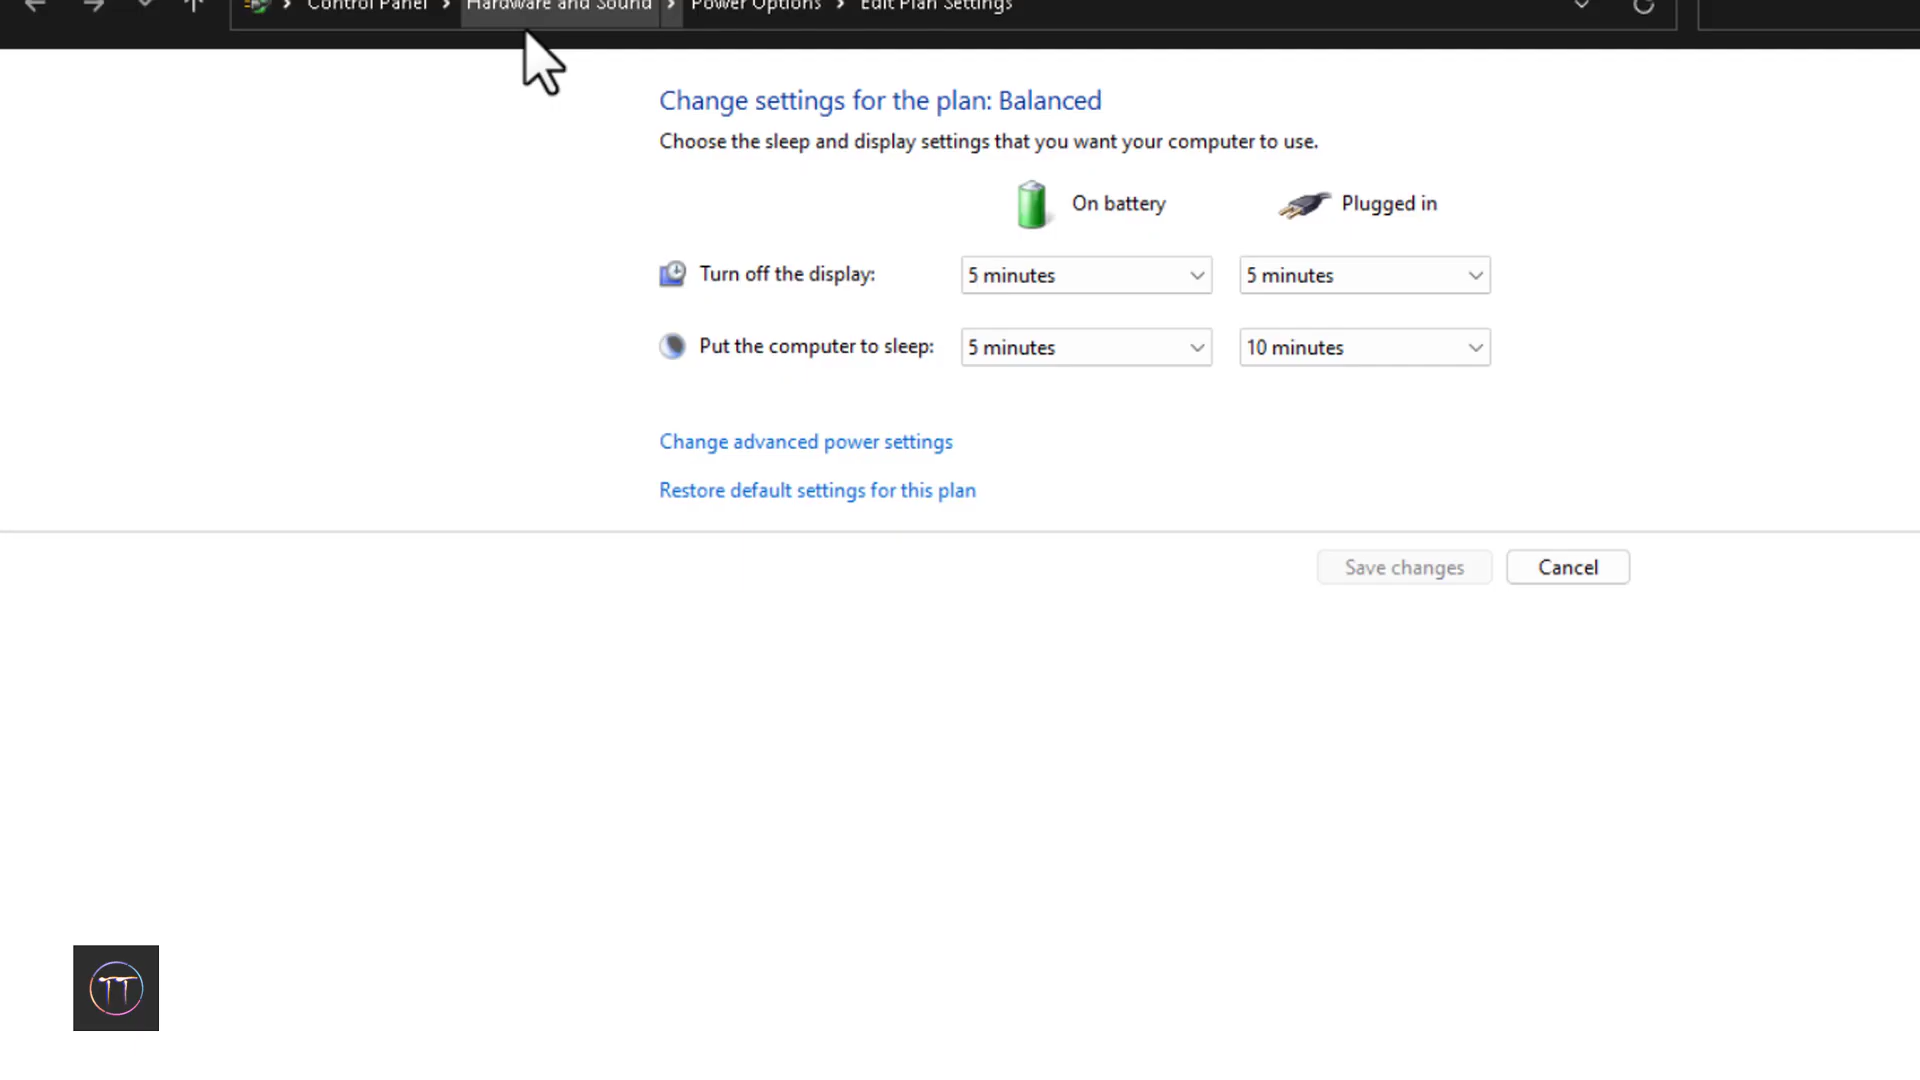 Control Panel > Hardware and Sound > Power Options > Edit Plan Settings
Change settings for the plan: Balanced
Choose the sleep and display settings that you want your computer to use.
On battery Plugged in
Turn off the display: 5 minutes 5 minutes
Put the computer to sleep: 5 minutes 10 minutes
Change advanced power settings
Restore default settings for this plan
Save changes Cancel
TT